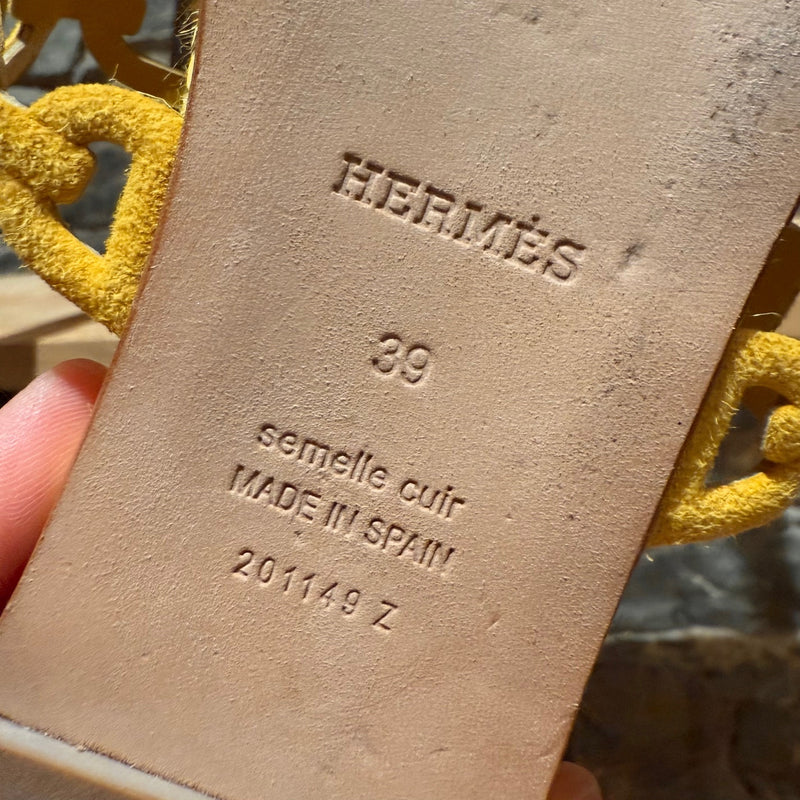 HERMÈS
39
semelle cuir
MADE IN SPAIN
201149 Z